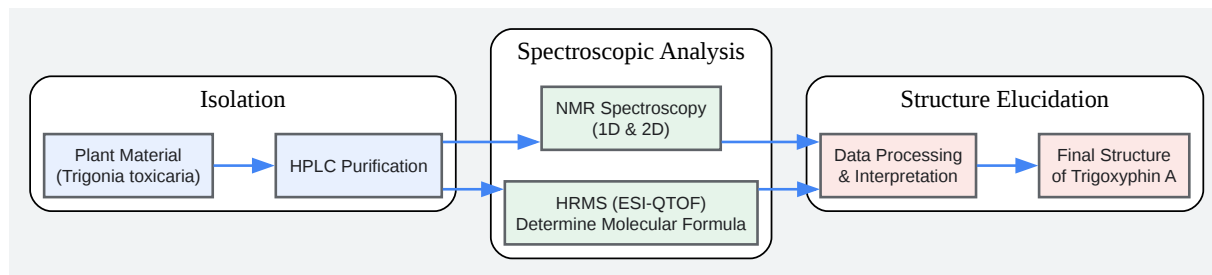 Isolation
Plant Material
(Trigonia toxicaria)
HPLC Purification
Spectroscopic Analysis
NMR Spectroscopy
(1D & 2D)
HRMS (ESI-QTOF)
Determine Molecular Formula
Structure Elucidation
Data Processing
& Interpretation
Final Structure
of Trigoxyphin A